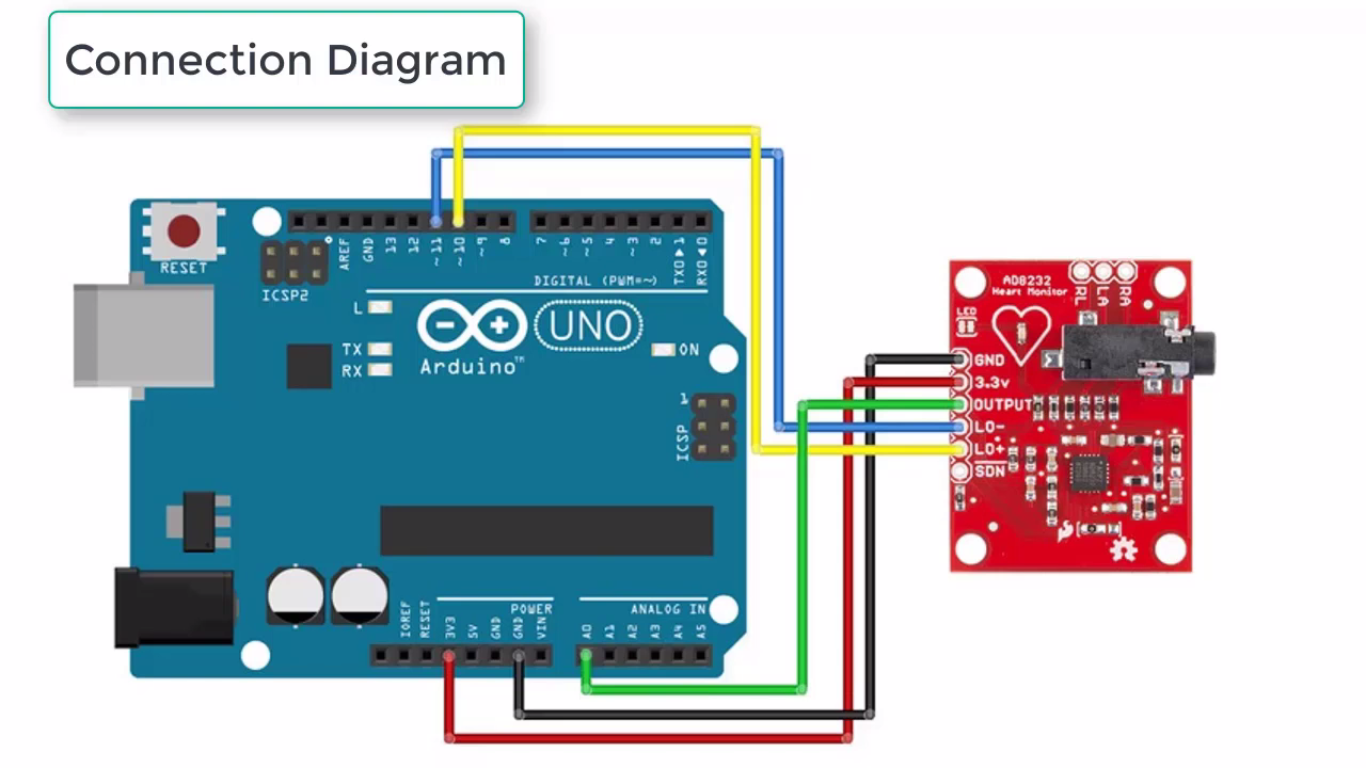 Connection Diagram
RESET
ICSP2
AREF
GND
13
12
~11
~10
~9
8
7
~6
~5
4
~3
2
TX0▶1
RX0◀0
DIGITAL (PWM=~)
L
TX
RX
UNO
Arduino™
ON
1
ICSP
IOREF
RESET
3V3
5V
GND
GND
VIN
POWER
ANALOG IN
A0
A1
A2
A3
A4
A5
AD8232
Heart Monitor
RL
LA
RA
LED
GND
3.3v
OUTPUT
LO-
LO+
SDN